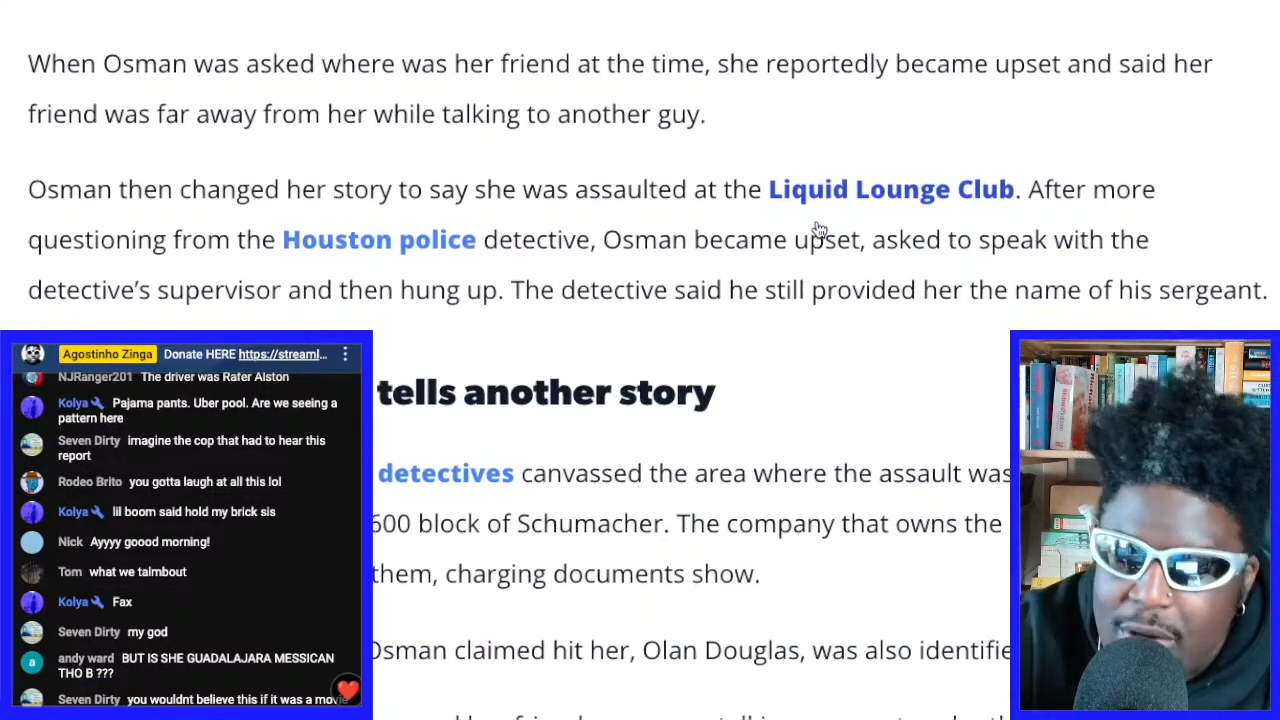 When Osman was asked where was her friend at the time, she reportedly became upset and said her
friend was far away from her while talking to another guy.
Osman then changed her story to say she was assaulted at the Liquid Lounge Club. After more
questioning from the Houston police detective, Osman became upset, asked to speak with the
detective’s supervisor and then hung up. The detective said he still provided her the name of his sergeant.
tells another story
detectives canvassed the area where the assault was
600 block of Schumacher. The company that owns the
them, charging documents show.
Osman claimed hit her, Olan Douglas, was also identifie
Agostinho Zinga Donate HERE https://streaml...
NJRanger201 The driver was Rafer Alston
Kolya Pajama pants. Uber pool. Are we seeing a
pattern here
Seven Dirty imagine the cop that had to hear this
report
Rodeo Brito you gotta laugh at all this lol
Kolya lil boom said hold my brick sis
Nick Ayyyy goood morning!
Tom what we talmbout
Kolya Fax
Seven Dirty my god
a andy ward BUT IS SHE GUADALAJARA MESSICAN
THO B ???
Seven Dirty you wouldnt believe this if it was a movie